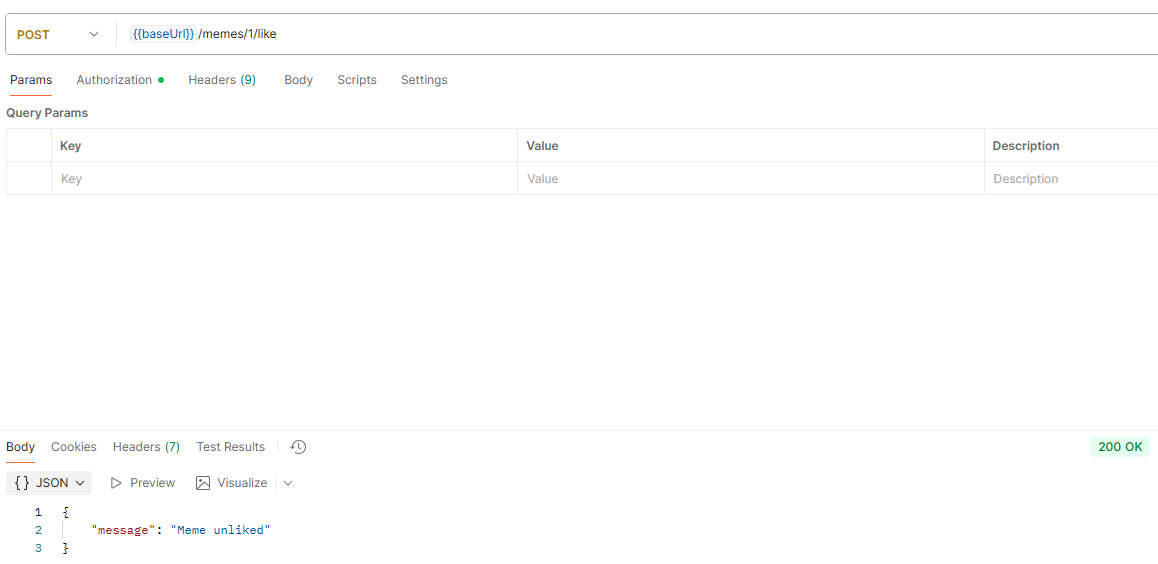 POST {{baseUrl}} /memes/1/like
Params Authorization Headers (9) Body Scripts Settings
Query Params
Key Value Description
Key Value Description
Body Cookies Headers (7) Test Results 200 OK
{} JSON Preview Visualize
1 {
2 "message": "Meme unliked"
3 }